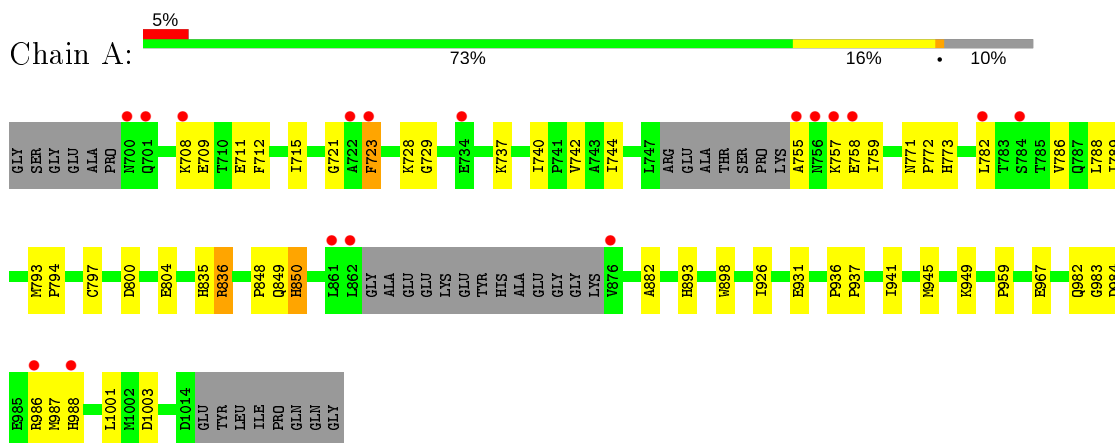 5%
Chain A:
73% 16% • 10%
GLY SER GLY GLU ALA PRO N700 Q701 K708 E709 T710 E711 F712 I715 G721 A722 F723 K728 G729 E734 K737 I740 P741 V742 A743 I744 L747 ARG GLU ALA THR SER PRO LYS A755 N756 K757 E758 I759 N771 P772 H773 L782 T783 S784 T785 V786 Q787 L788 I789
M793 P794 C797 D800 E804 H835 R836 P848 Q849 H850 L861 L862 GLY ALA GLU GLU LYS GLU TYR HIS ALA GLU GLY GLY LYS V876 A882 H893 W898 I926 E931 P936 P937 I941 M945 K949 P959 E967 Q982 G983 D984
E985 R986 M987 H988 L1001 M1002 D1003 D1014 GLU TYR LEU ILE PRO GLN GLN GLY